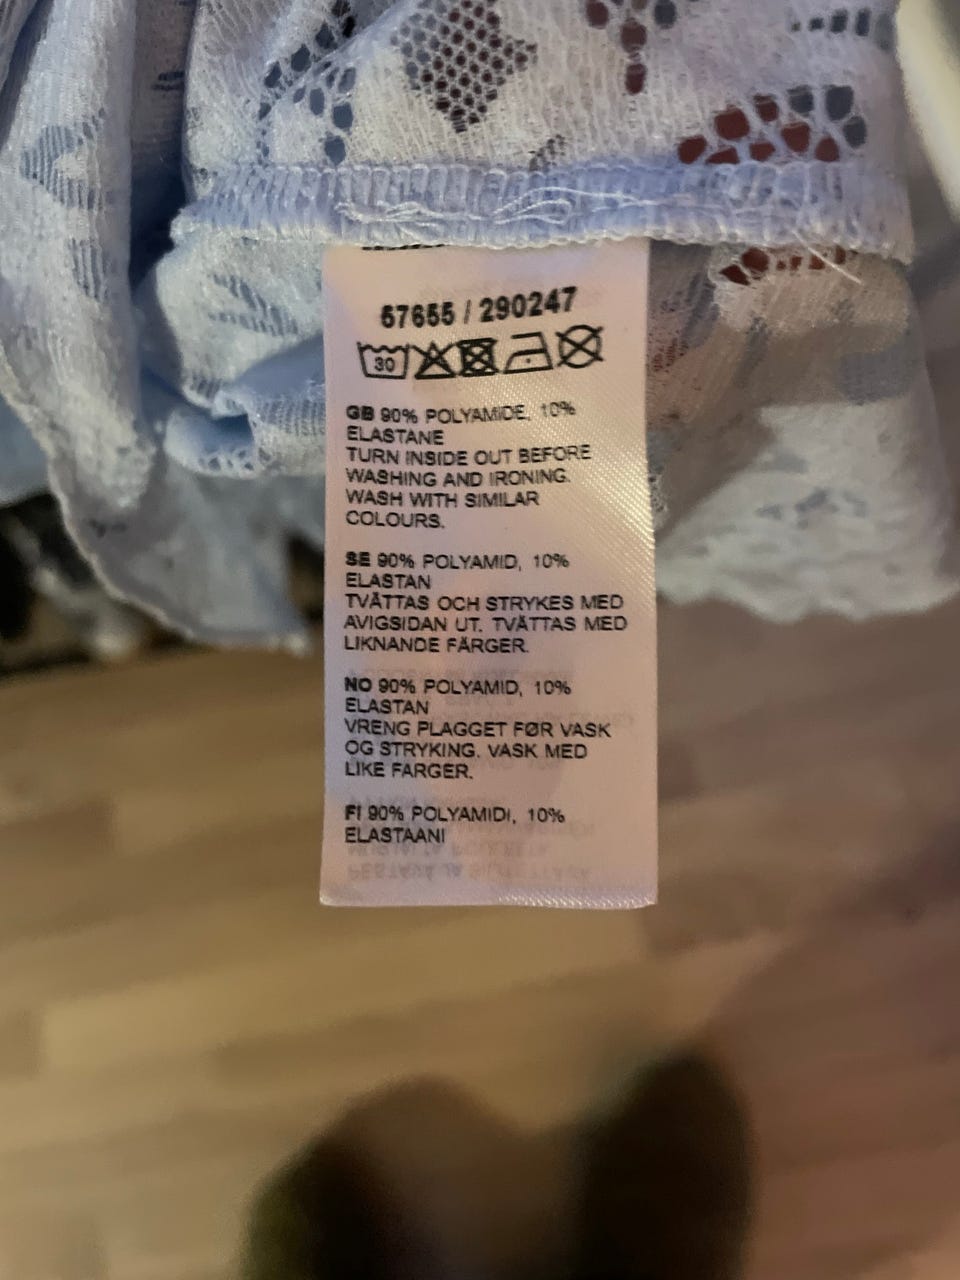 57655 / 290247
30
GB 90% POLYAMIDE, 10%
ELASTANE
TURN INSIDE OUT BEFORE
WASHING AND IRONING.
WASH WITH SIMILAR
COLOURS.
SE 90% POLYAMID, 10%
ELASTAN
TVÄTTAS OCH STRYKES MED
AVIGSIDAN UT. TVÄTTAS MED
LIKNANDE FÄRGER.
NO 90% POLYAMID, 10%
ELASTAN
VRENG PLAGGET FØR VASK
OG STRYKING. VASK MED
LIKE FARGER.
FI 90% POLYAMIDI, 10%
ELASTAANI